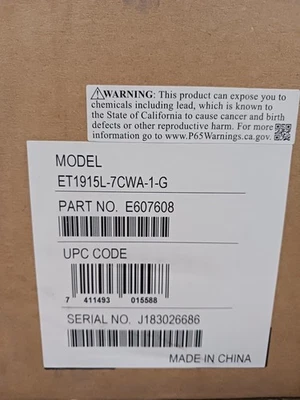 ⚠WARNING: This product can expose you to
chemicals including lead, which is known to
the State of California to cause cancer and birth
defects or other reproductive harm. For more
information go to www.P65Warnings.ca.gov.
MODEL
ET1915L-7CWA-1-G
PART NO. E607608
UPC CODE
7 411493 015588
SERIAL NO. J183026686
MADE IN CHINA